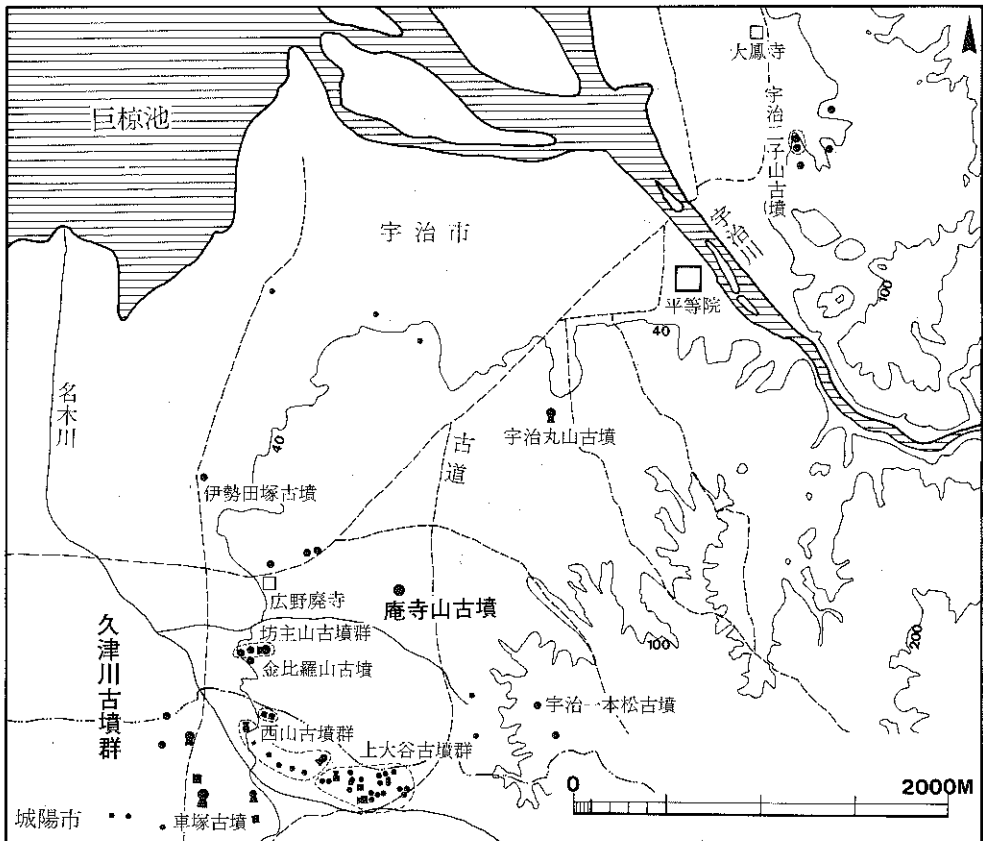 大鳳寺
巨椋池
宇治二子山古墳
宇治市
宇治川
平等院
100
40
名木川
宇治丸山古墳
40
古道
伊勢田塚古墳
広野廃寺
庵寺山古墳
久津川古墳群
坊主山古墳群
金比羅山古墳
100
200
宇治一本松古墳
西山古墳群
上大谷古墳群
0
2000M
城陽市
車塚古墳